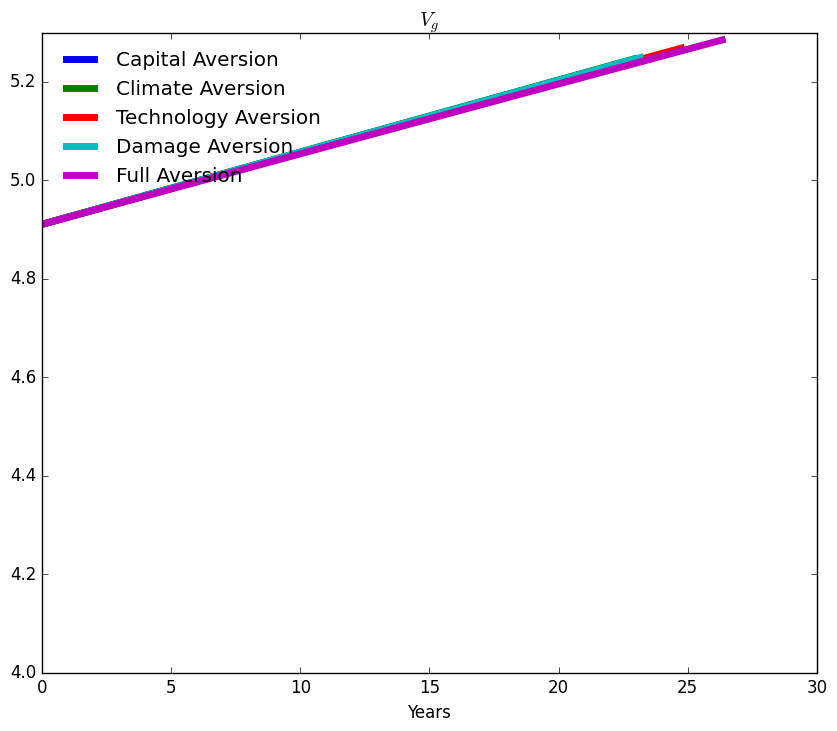 V_g
5.2
5.0
4.8
4.6
4.4
4.2
4.0
Capital Aversion
Climate Aversion
Technology Aversion
Damage Aversion
Full Aversion
0 5 10 15 20 25 30
Years